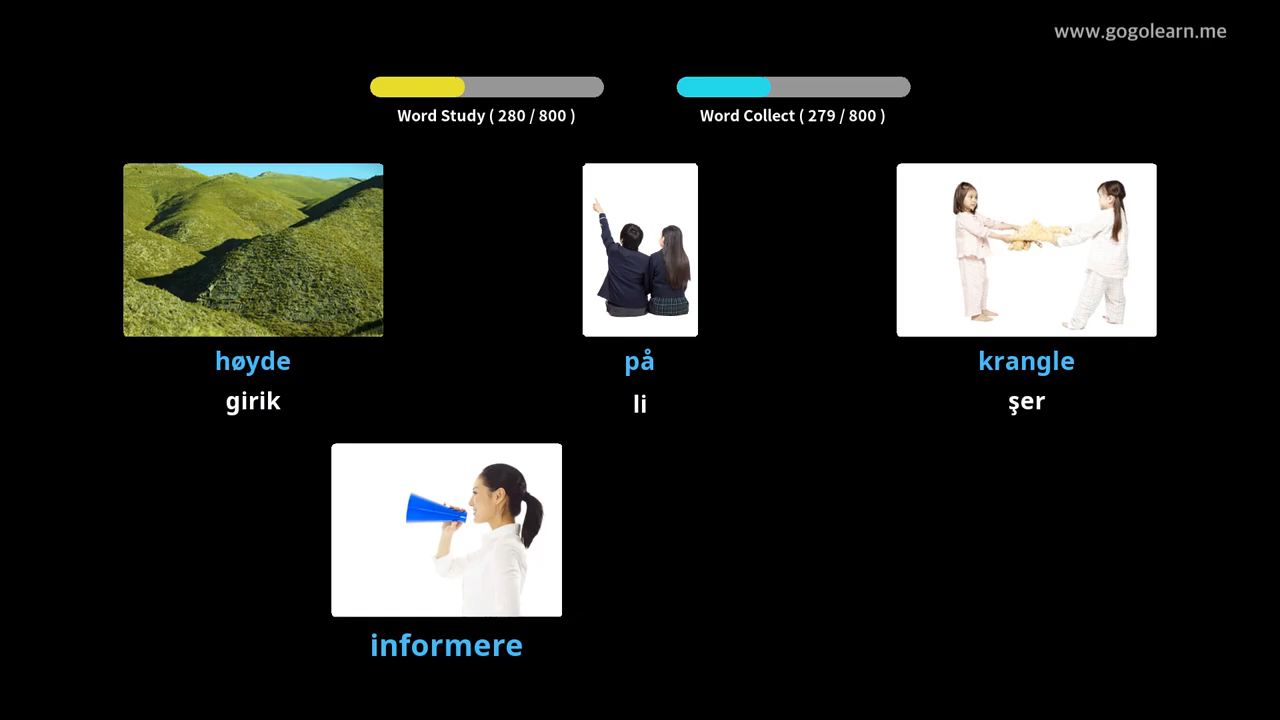 www.gogolearn.me
Word Study ( 280 / 800 )
Word Collect ( 279 / 800 )
høyde
på
krangle
girik
li
şer
informere